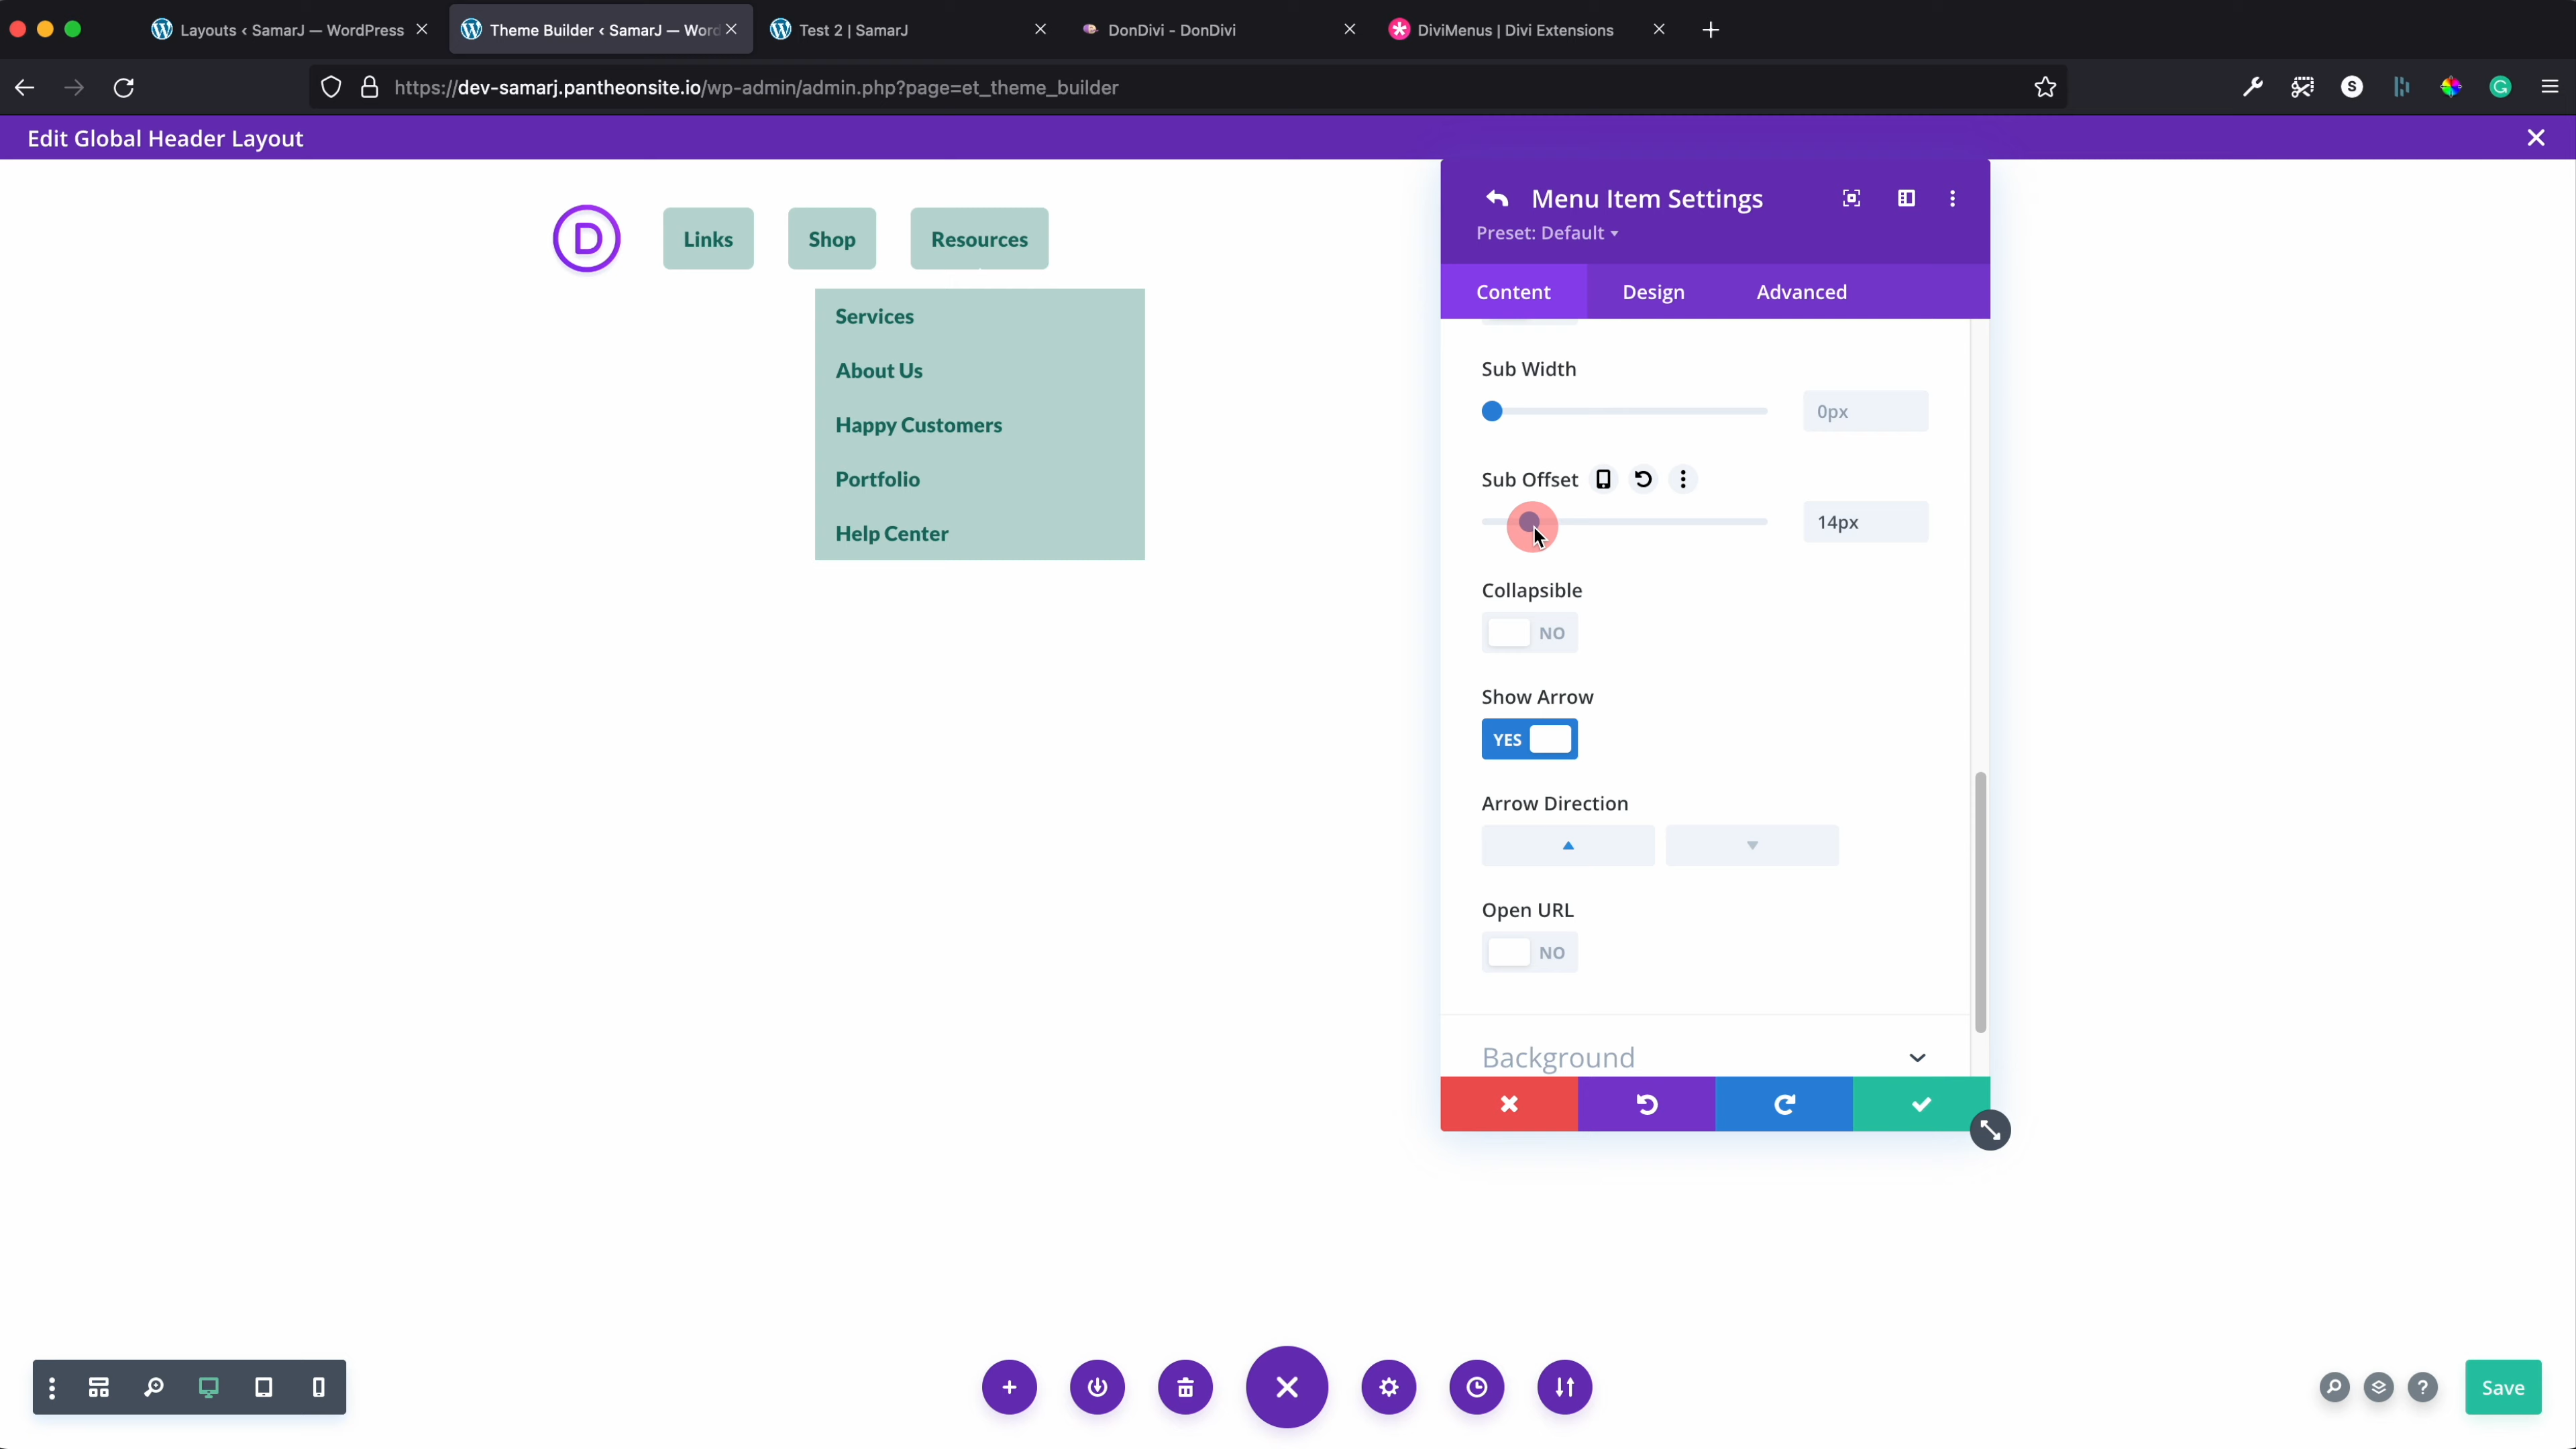 Layouts ‹ SamarJ — WordPress
Theme Builder ‹ SamarJ — Word
Test 2 | SamarJ
DonDivi - DonDivi
DiviMenus | Divi Extensions
https://dev-samarj.pantheonsite.io/wp-admin/admin.php?page=et_theme_builder
S
G
Edit Global Header Layout
D
Links
Shop
Resources
Services
About Us
Happy Customers
Portfolio
Help Center
Menu Item Settings
Preset: Default
Content
Design
Advanced
Sub Width
0px
Sub Offset
14px
Collapsible
NO
Show Arrow
YES
Arrow Direction
Open URL
NO
Background
?
Save